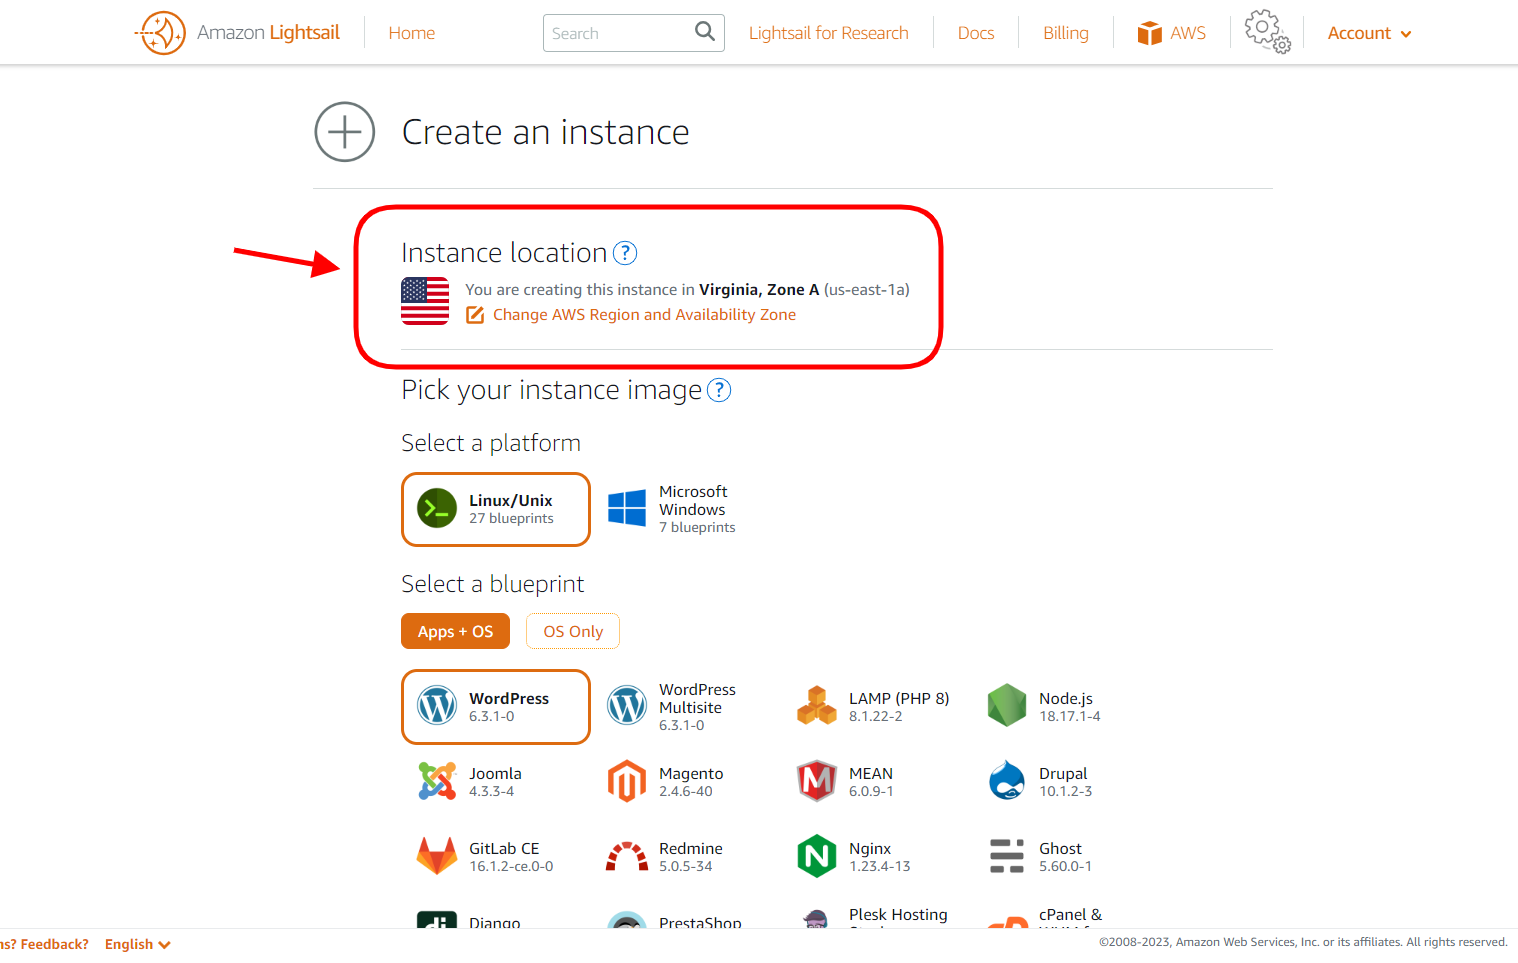 Amazon Lightsail
Home
Search
Lightsail for Research
Docs
Billing
AWS
Account
Create an instance
Instance location ?
You are creating this instance in Virginia, Zone A (us-east-1a)
Change AWS Region and Availability Zone
Pick your instance image ?
Select a platform
Linux/Unix
27 blueprints
Microsoft
Windows
7 blueprints
Select a blueprint
Apps + OS
OS Only
WordPress
6.3.1-0
WordPress
Multisite
6.3.1-0
LAMP (PHP 8)
8.1.22-2
Node.js
18.17.1-4
Joomla
4.3.3-4
Magento
2.4.6-40
MEAN
6.0.9-1
Drupal
10.1.2-3
GitLab CE
16.1.2-ce.0-0
Redmine
5.0.5-34
Nginx
1.23.4-13
Ghost
5.60.0-1
Django
PrestaShop
Plesk Hosting
cPanel &
ns? Feedback?
English
©2008-2023, Amazon Web Services, Inc. or its affiliates. All rights reserved.